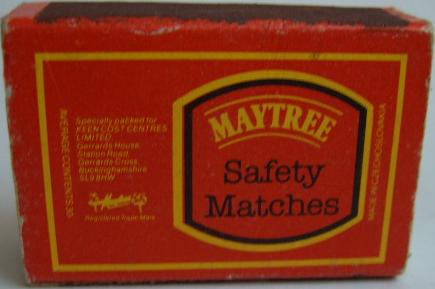 AVERAGE CONTENTS 30
Specially packed for
KEEN COST CENTRES
LIMITED
Gerrards House,
Station Road,
Gerrards Cross,
Buckinghamshire
SL9 8HW
Maytree
Registered Trade Mark
MAYTREE
Safety
Matches
MADE IN CZECHOSLOVAKIA